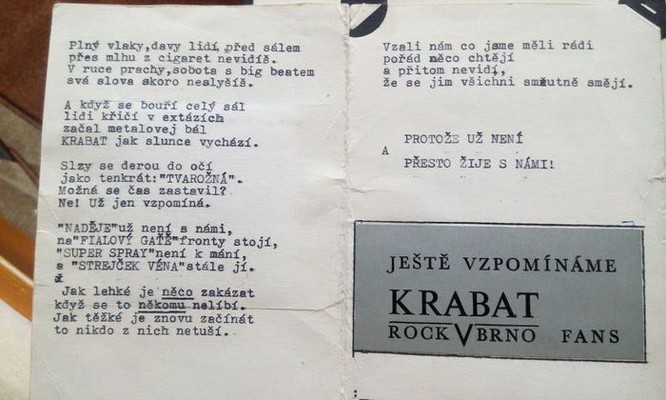 Plný vlaky,davy lidí,před sálem
přes mlhu z cigaret nevidíš.
V ruce prachy,sobota s big beatem
svá slova skoro neslyšíš.
A když se bouří celý sál
lidi křičí v extázích
začal metalovej bál
KRABAT jak slunce vychází.
Slzy se derou do očí
jako tenkrát:"TVAROŽNÁ".
Možná se čas zastavil?
Ne! Už jen vzpomíná.
"NADĚJE"už není s námi,
na"FIALOVÝ GAŤĚ"fronty stojí,
"SUPER SPRAY"není k mání,
a "STREJČEK VÉNA"stále jí.
Jak lehké je něco zakázat
když se to někomu nelíbí.
Jak těžké je znovu začínat
to nikdo z nich netuší.
Vzali nám co jsme měli rádi
pořád něco chtějí
a přitom nevidí,
že se jim všichni smutně smějí.
PROTOŽE UŽ NENÍ
A
PŘESTO ŽIJE S NÁMI!
JEŠTĚ VZPOMÍNÁME
KRABAT
ROCK V BRNO FANS